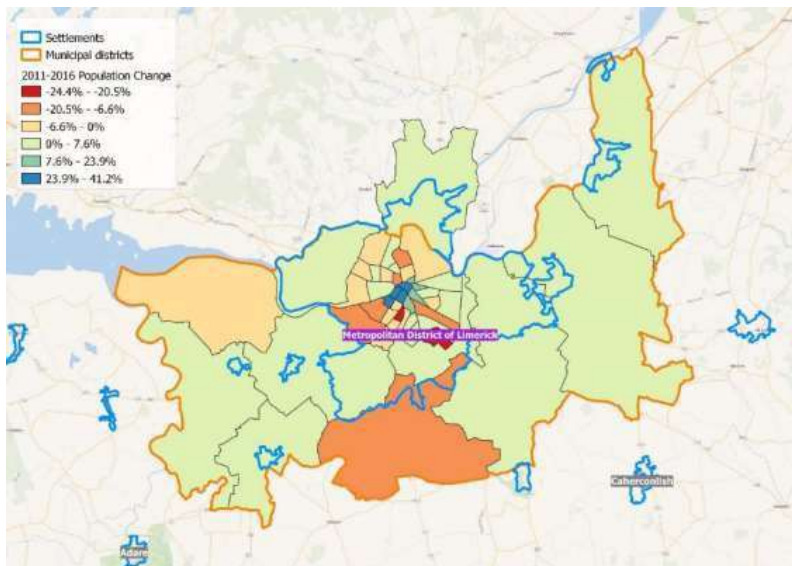 Settlements
Municipal districts
2011-2016 Population Change
-24.4% - -20.5%
-20.5% - -6.6%
-6.6% - 0%
0% - 7.6%
7.6% - 23.9%
23.9% - 41.2%
Metropolitan District of Limerick
Caherconlish
Adare